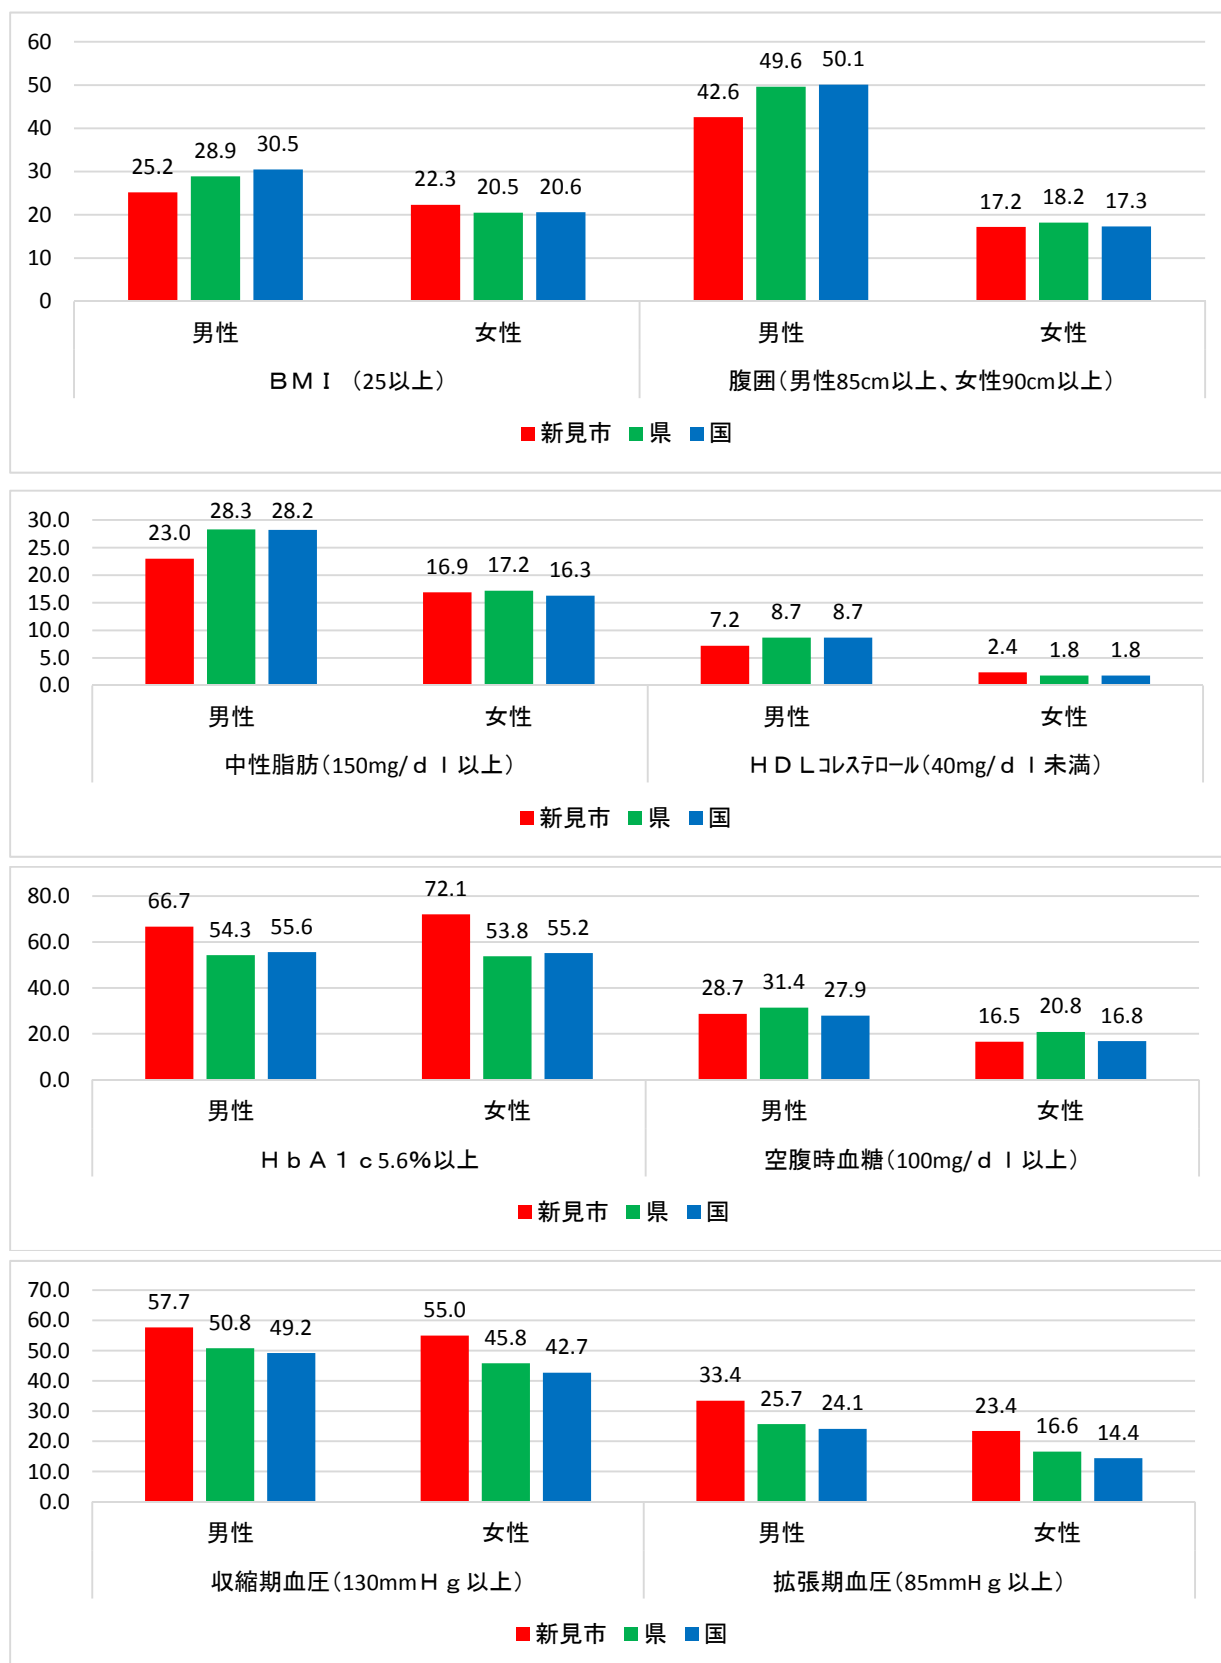 60
50
40
30
20
10
0
25.2
28.9
30.5
22.3
20.5
20.6
42.6
49.6
50.1
17.2
18.2
17.3
男性
女性
男性
女性
ＢＭＩ（25以上）
腹囲（男性85cm以上、女性90cm以上）
新見市 県 国
30.0
25.0
20.0
15.0
10.0
5.0
0.0
23.0
28.3
28.2
16.9
17.2
16.3
7.2
8.7
8.7
2.4
1.8
1.8
男性
女性
男性
女性
中性脂肪（150mg/ｄｌ以上）
ＨＤＬｺﾚｽﾃﾛｰﾙ（40mg/ｄｌ未満）
新見市 県 国
80.0
60.0
40.0
20.0
0.0
66.7
54.3
55.6
72.1
53.8
55.2
28.7
31.4
27.9
16.5
20.8
16.8
男性
女性
男性
女性
ＨｂＡ１ｃ5.6%以上
空腹時血糖（100mg/ｄｌ以上）
新見市 県 国
70.0
60.0
50.0
40.0
30.0
20.0
10.0
0.0
57.7
50.8
49.2
55.0
45.8
42.7
33.4
25.7
24.1
23.4
16.6
14.4
男性
女性
男性
女性
収縮期血圧（130mmＨｇ以上）
拡張期血圧（85mmHｇ以上）
新見市 県 国